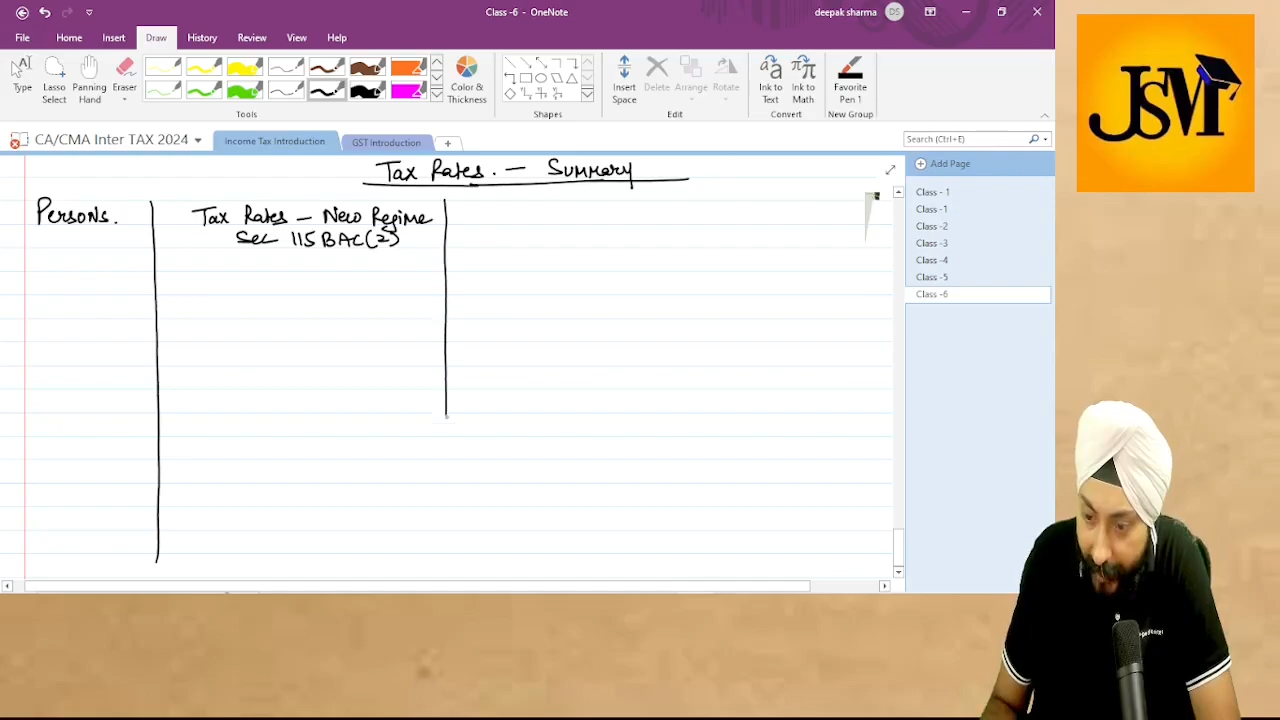 Class -6 - OneNote
deepak sharma
DS
File Home Insert Draw History Review View Help
Type
Lasso Select
Panning Hand
Eraser
Color & Thickness
Insert Space
Delete
Arrange
Rotate
Ink to Text
Ink to Math
Favorite Pen 1
Tools
Shapes
Edit
Convert
New Group
CA/CMA Inter TAX 2024
Income Tax Introduction
GST Introduction
Search (Ctrl+E)
Add Page
Class - 1
Class -1
Class -2
Class -3
Class -4
Class -5
Class -6
Tax Rates. - Summary
Persons.
Tax Rates - New Regime
Sec 115BAC(2)
JSM